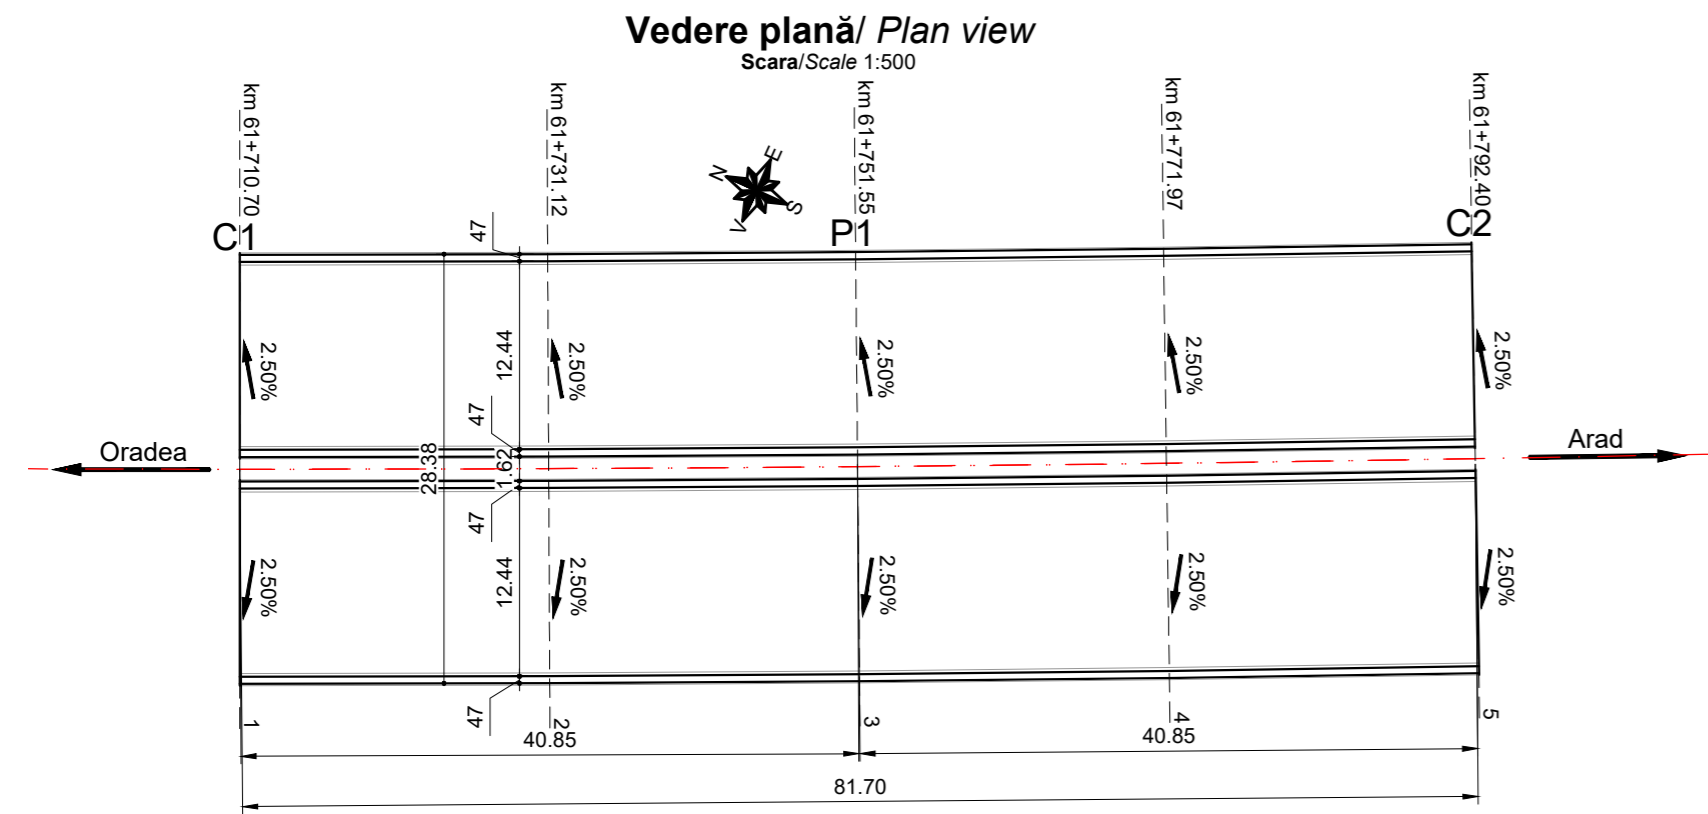 Vedere plană/ Plan view
Scara/Scale 1:500
km 61+710.70
km 61+731.12
km 61+751.55
km 61+771.97
km 61+792.40
N
E
S
V
C1
P1
C2
47
12.44
47
28.38
1.62
47
12.44
47
2.50%
2.50%
2.50%
2.50%
2.50%
Oradea
Arad
2.50%
2.50%
2.50%
2.50%
2.50%
1
2
3
4
5
40.85
40.85
81.70